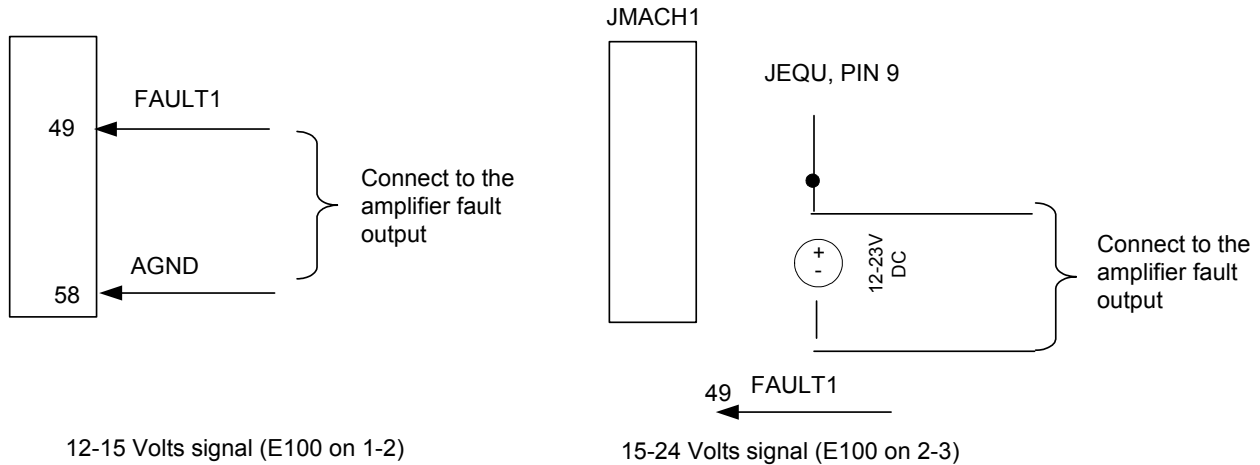 FAULT1
49
Connect to the
amplifier fault
output
AGND
58
12-15 Volts signal (E100 on 1-2)
JMACH1
JEQU, PIN 9
+
-
12-23V
DC
Connect to the
amplifier fault
output
49 FAULT1
15-24 Volts signal (E100 on 2-3)